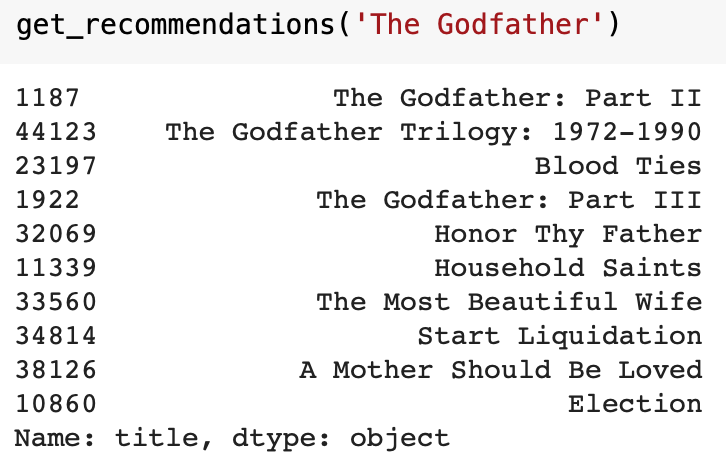 get_recommendations('The Godfather')
1187 The Godfather: Part II
44123 The Godfather Trilogy: 1972-1990
23197 Blood Ties
1922 The Godfather: Part III
32069 Honor Thy Father
11339 Household Saints
33560 The Most Beautiful Wife
34814 Start Liquidation
38126 A Mother Should Be Loved
10860 Election
Name: title, dtype: object